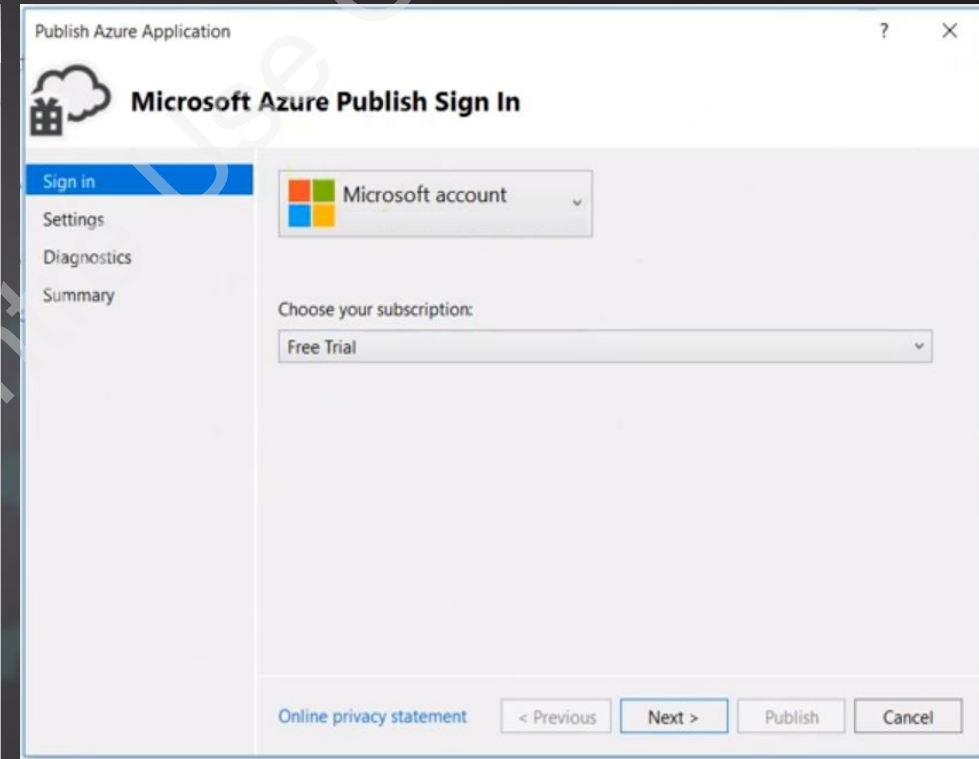 Publish Azure Application
?
Microsoft Azure Publish Sign In
Sign in
Settings
Diagnostics
Summary
Microsoft account
Choose your subscription:
Free Trial
Online privacy statement
< Previous
Next >
Publish
Cancel